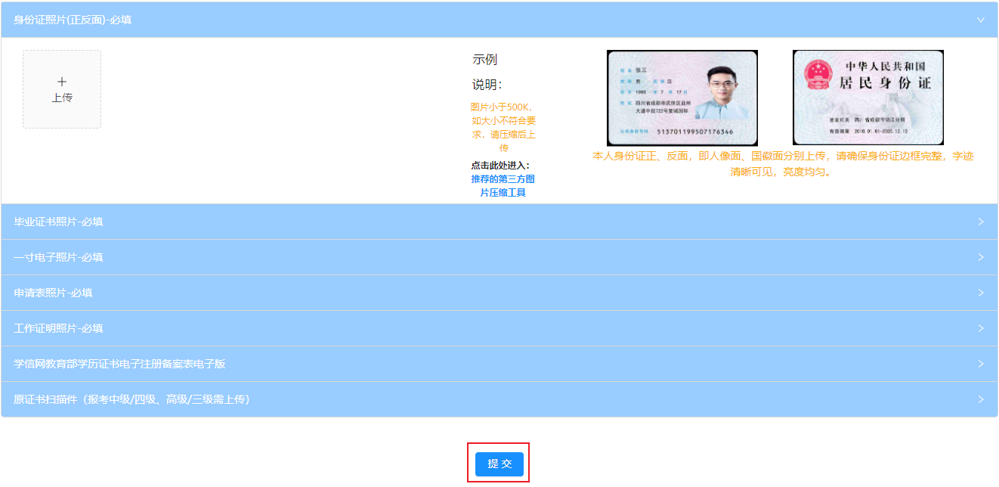 身份证照片(正反面)-必填
上传
示例
说明：
图片小于500K，
如大小不符合要
求，请压缩后上
传
点击此处进入：
推荐的第三方图
片压缩工具
姓名 张三
性别 男 民族 汉
1995 年 7 月 17 日
住址 四川省成都市武侯区益州
大道中段722号复城国际
公民身份号码 513701199507176346
中华人民共和国
居民身份证
签发机关 四川省成都市锦江分局
有效期限 2010.01.01-2020.12.12
本人身份证正、反面，即人像面、国徽面分别上传，请确保身份证边框完整，字迹
清晰可见，亮度均匀。
毕业证书照片-必填
一寸电子照片-必填
申请表照片-必填
工作证明照片-必填
学信网教育部学历证书电子注册备案表电子版
原证书扫描件（报考中级/四级、高级/三级需上传）
提 交